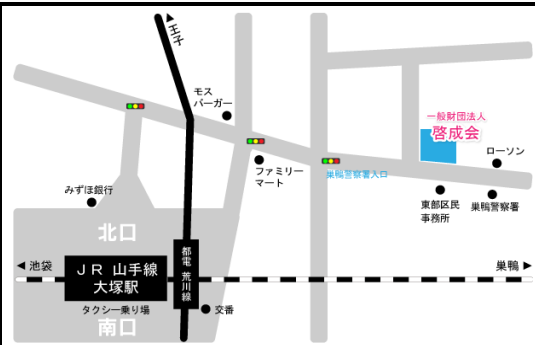 王子
モス
バーガー
一般財団法人
啓成会
ローソン
ファミリー
マート
巣鴨警察署入口
みずほ銀行
東部区民
事務所
巣鴨警察署
北口
池袋
JR 山手線
大塚駅
都電 荒川線
巣鴨
タクシー乗り場
交番
南口